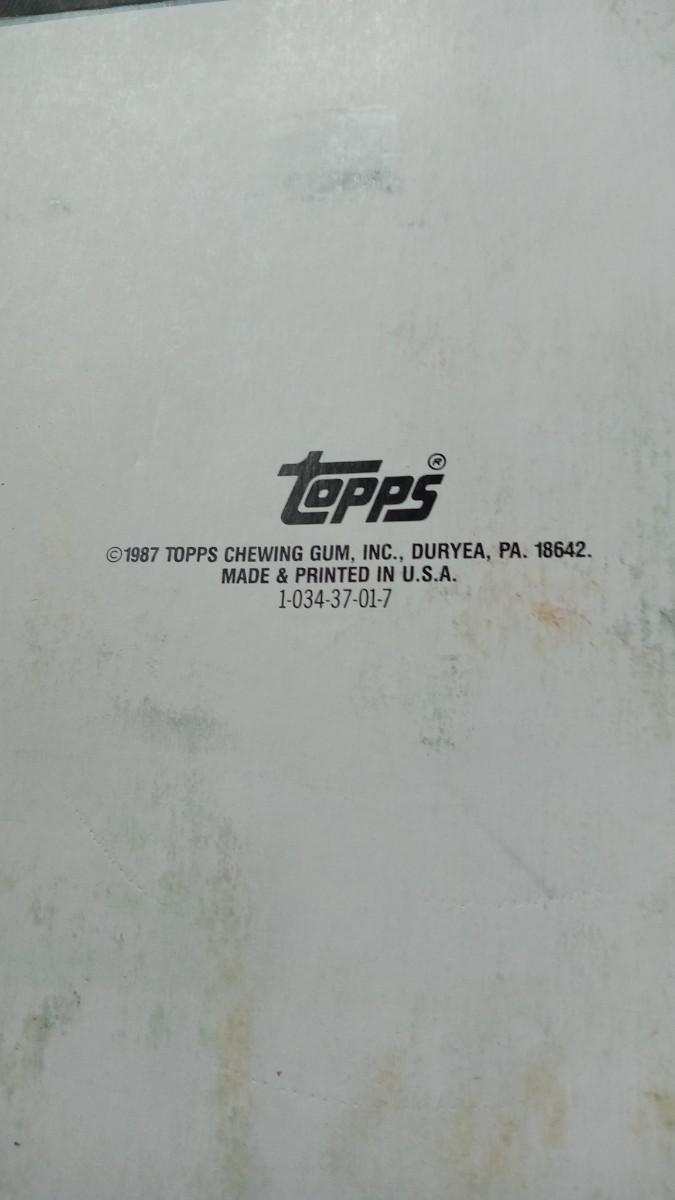 topps®
©1987 TOPPS CHEWING GUM, INC., DURYEA, PA. 18642.
MADE & PRINTED IN U.S.A.
1-034-37-01-7